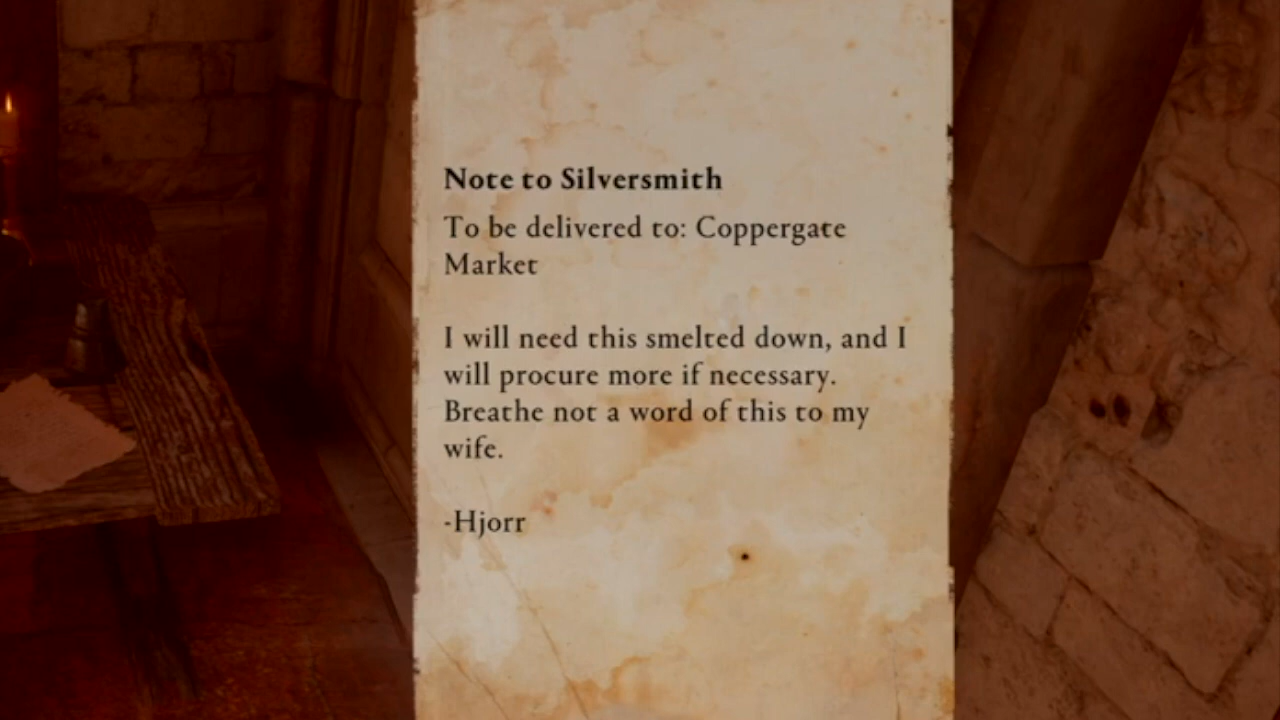 Note to Silversmith
To be delivered to: Coppergate
Market
I will need this smelted down, and I
will procure more if necessary.
Breathe not a word of this to my
wife.
-Hjorr